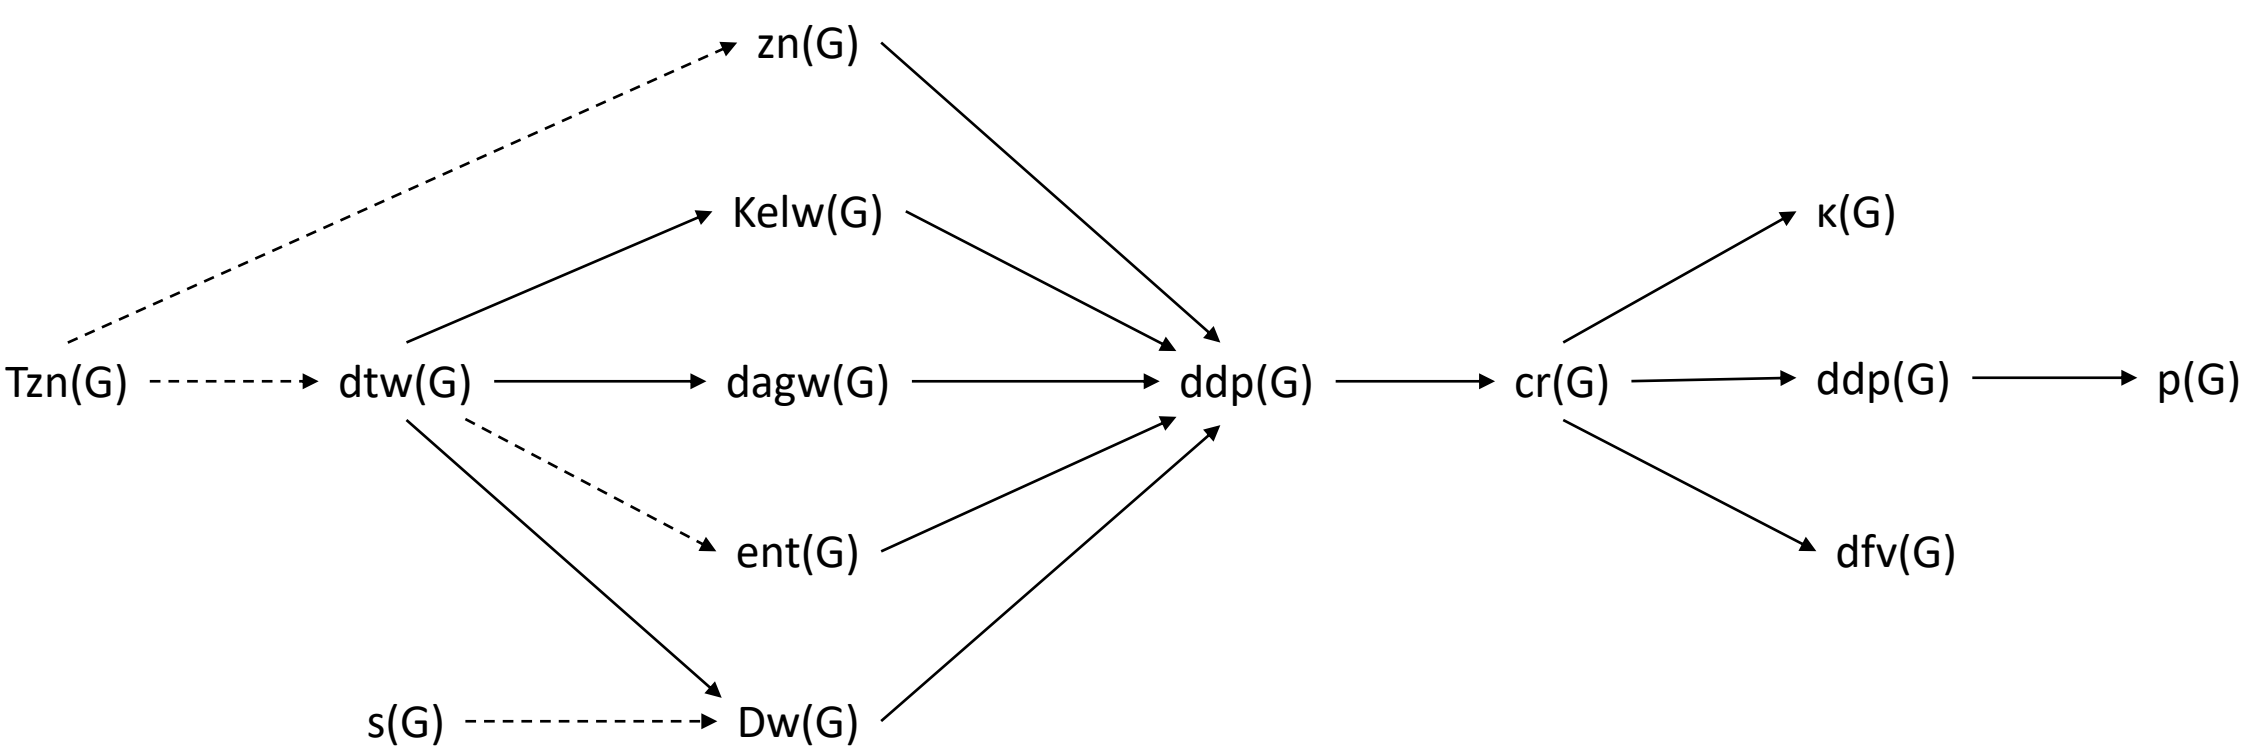 zn(G)
Kelw(G)
κ(G)
Tzn(G)
dtw(G)
dagw(G)
ddp(G)
cr(G)
ddp(G)
p(G)
ent(G)
dfv(G)
s(G)
Dw(G)